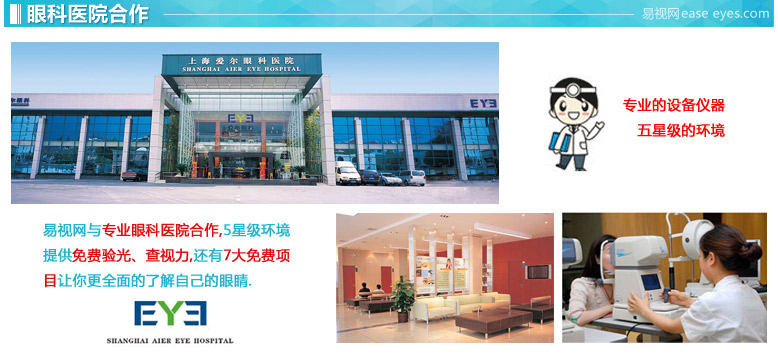 眼科医院合作
易视网ease eyes.com
上海爱尔眼科医院
SHANGHAI AIER EYE HOSPITAL
尔眼科
EYE
EYE
专业的设备仪器
五星级的环境
易视网与专业眼科医院合作,5星级环境
提供免费验光、查视力,还有7大免费项
目让你更全面的了解自己的眼睛.
EYE
SHANGHAI AIER EYE HOSPITAL